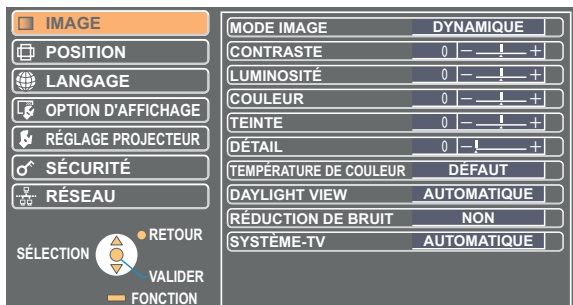 IMAGE
POSITION
LANGAGE
OPTION D'AFFICHAGE
RÉGLAGE PROJECTEUR
SÉCURITÉ
RÉSEAU
RETOUR
SÉLECTION
VALIDER
FONCTION
MODE IMAGE DYNAMIQUE
CONTRASTE 0 − +
LUMINOSITÉ 0 − +
COULEUR 0 − +
TEINTE 0 − +
DÉTAIL 0 − +
TEMPÉRATURE DE COULEUR DÉFAUT
DAYLIGHT VIEW AUTOMATIQUE
RÉDUCTION DE BRUIT NON
SYSTÈME-TV AUTOMATIQUE